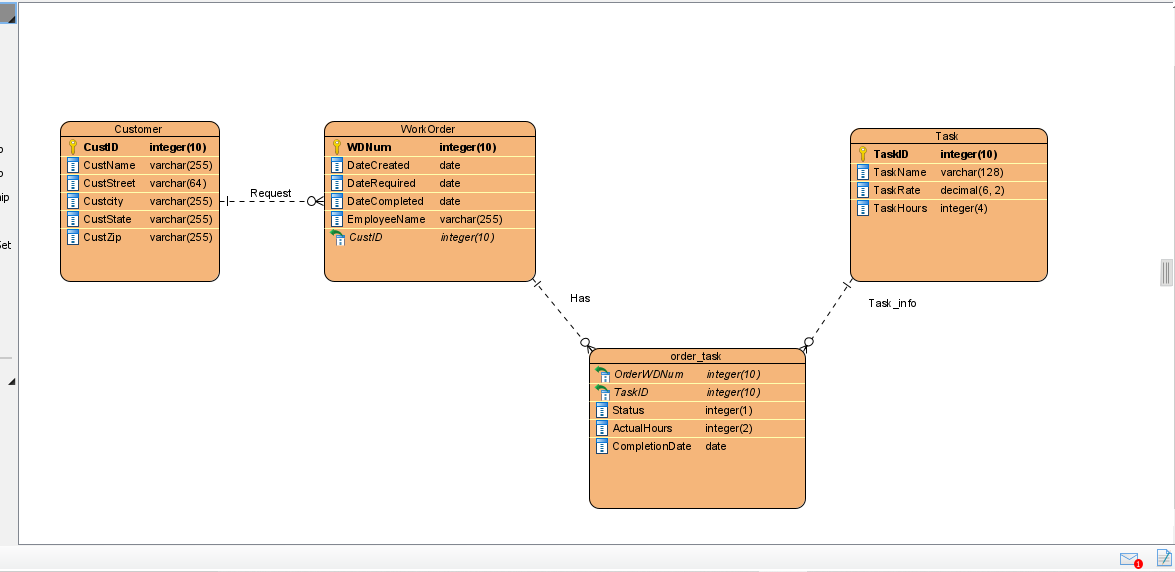 Customer
CustID integer(10)
CustName varchar(255)
CustStreet varchar(64)
Custcity varchar(255)
CustState varchar(255)
CustZip varchar(255)
Request
WorkOrder
WDNum integer(10)
DateCreated date
DateRequired date
DateCompleted date
EmployeeName varchar(255)
CustID integer(10)
Task
TaskID integer(10)
TaskName varchar(128)
TaskRate decimal(6, 2)
TaskHours integer(4)
Has
Task_info
order_task
OrderWDNum integer(10)
TaskID integer(10)
Status integer(1)
ActualHours integer(2)
CompletionDate date
1